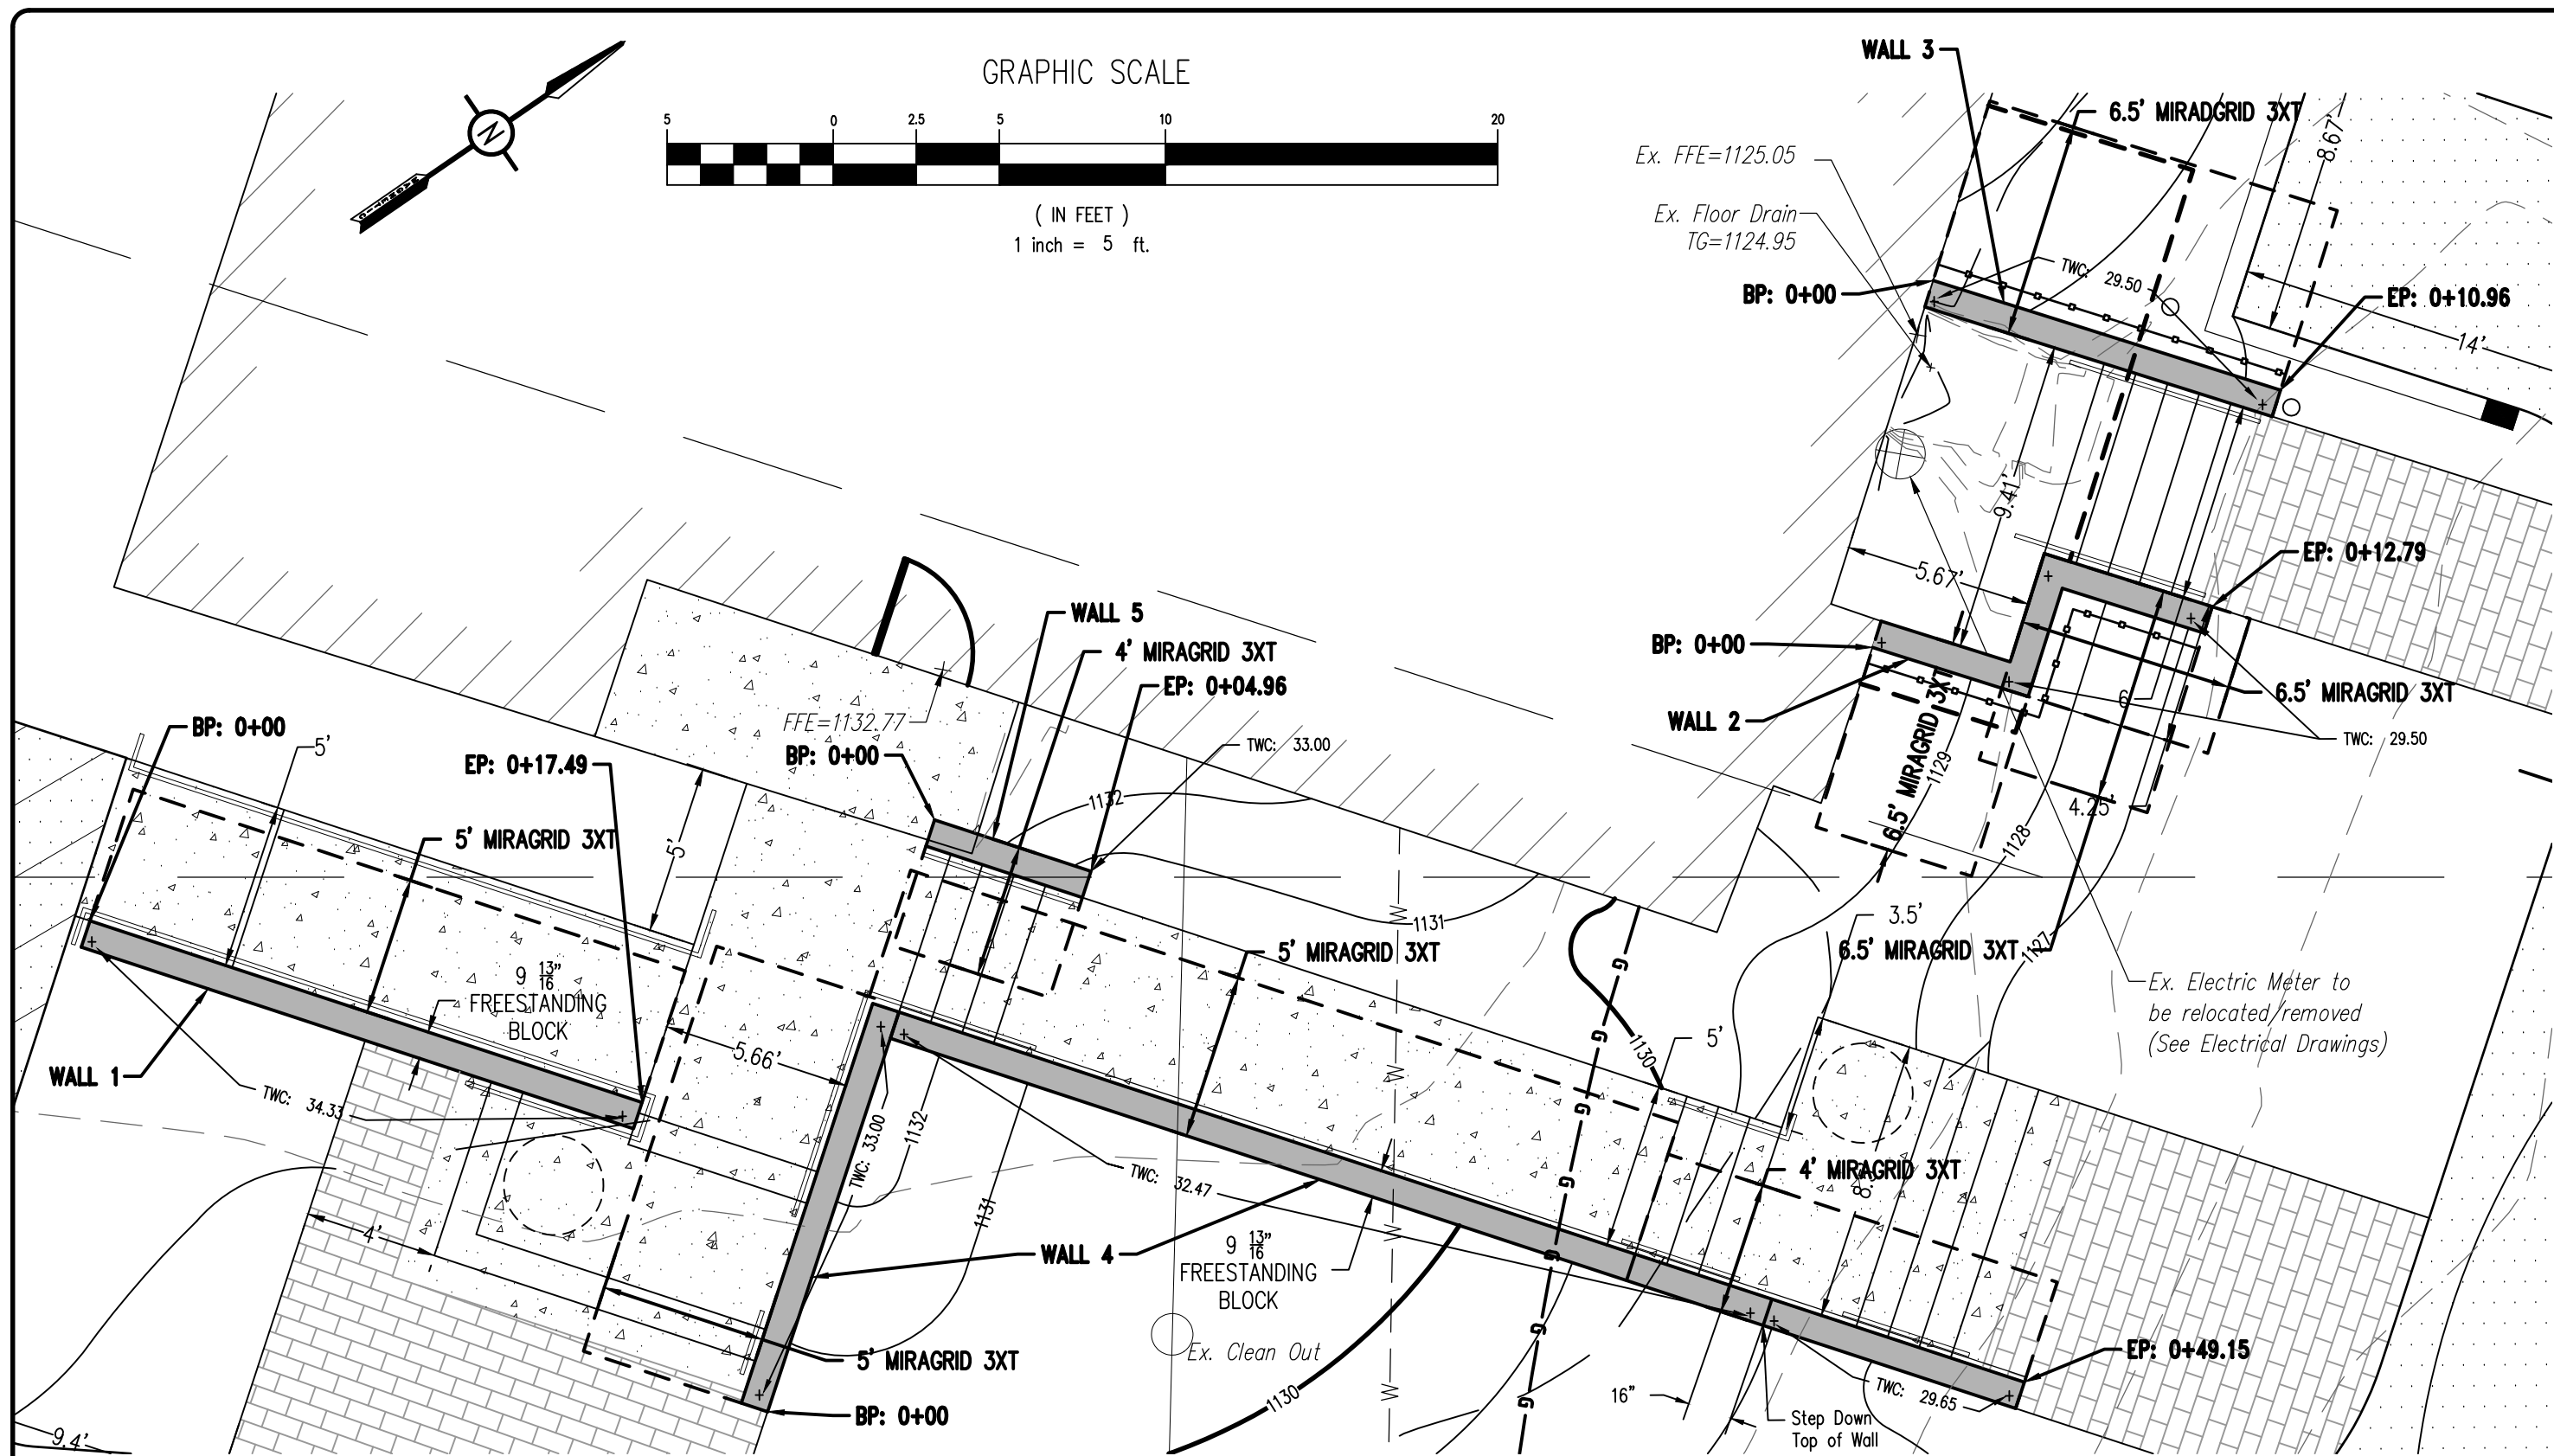 GRAPHIC SCALE
5 0 2.5 5 10 20
( IN FEET )
1 inch = 5 ft.
N
WALL 3
6.5' MIRADGRID 3XT
8.67'
Ex. FFE=1125.05
Ex. Floor Drain
TG=1124.95
BP: 0+00
TWC: 29.50
EP: 0+10.96
14'
9.41'
5.67'
EP: 0+12.79
BP: 0+00
WALL 2
6.5' MIRAGRID 3XT
6.5' MIRAGRID 3XT
6
TWC: 29.50
4.25'
1129
1128
1127
6.5' MIRAGRID 3XT
3.5'
Ex. Electric Meter to
be relocated/removed
(See Electrical Drawings)
WALL 5
4' MIRAGRID 3XT
EP: 0+04.96
FFE=1132.77
BP: 0+00
TWC: 33.00
1132
1131
BP: 0+00
5'
EP: 0+17.49
5' MIRAGRID 3XT
5'
9 13/16"
FREESTANDING
BLOCK
WALL 1
TWC: 34.33
5.66'
4'
TWC: 33.00
1132
1131
5' MIRAGRID 3XT
5' MIRAGRID 3XT
BP: 0+00
9.4'
WALL 4
TWC: 32.47
9 13/16"
FREESTANDING
BLOCK
Ex. Clean Out
1130
1130
W
W
W
W
G
G
G
G
G
G
G
G
G
5'
4' MIRAGRID 3XT
16"
Step Down
Top of Wall
TWC: 29.65
EP: 0+49.15